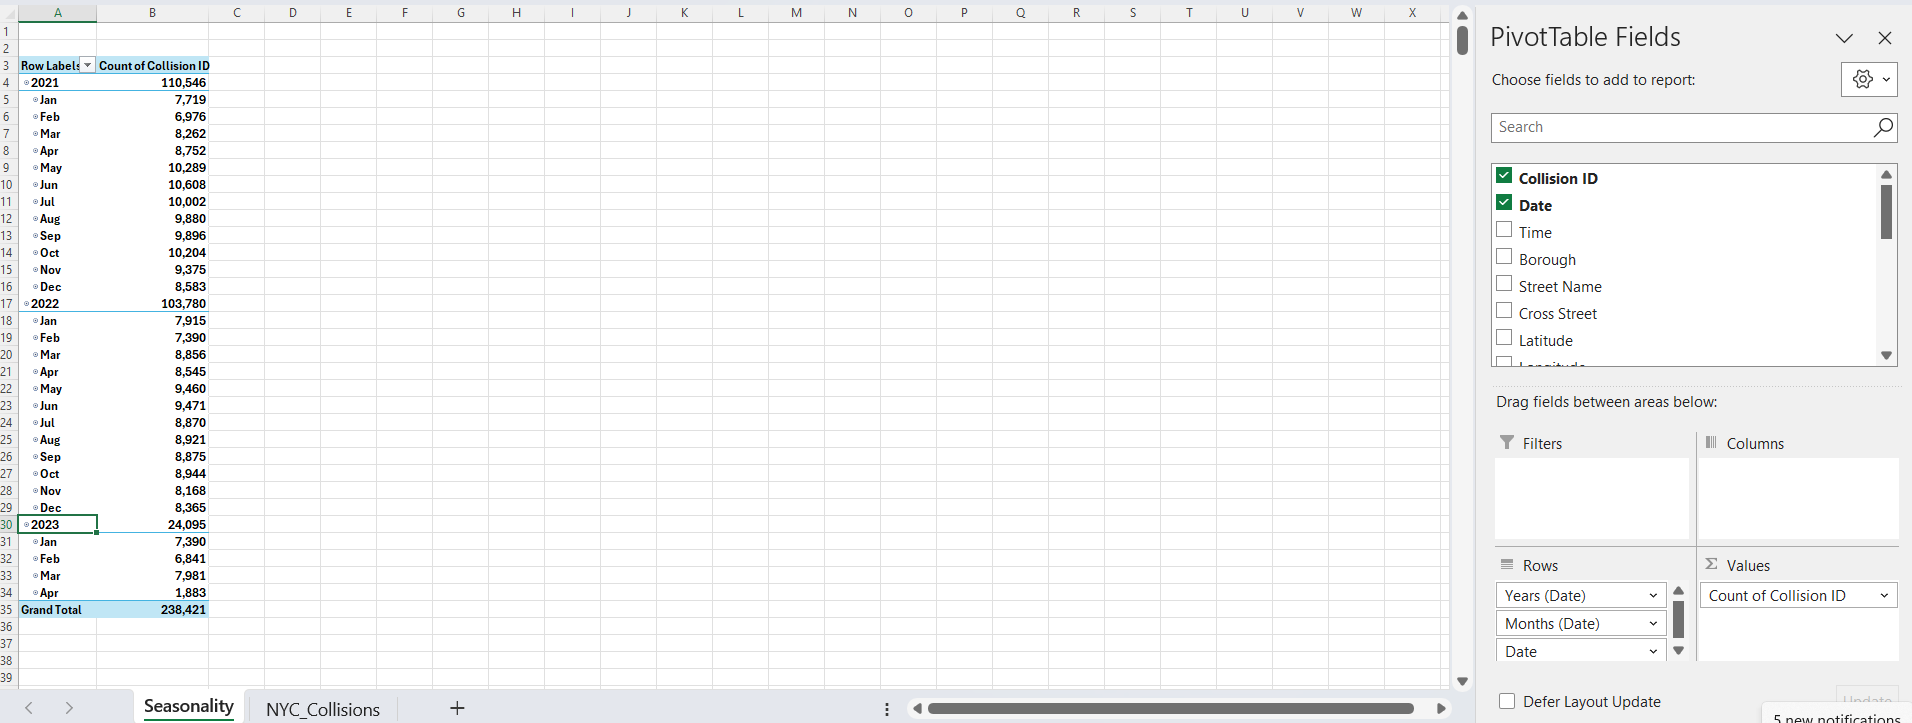 A B C D E F G H I J K L M N O P Q R S T U V W X
1
2
3 Row Labels Count of Collision ID
4 2021 110,546
5 Jan 7,719
6 Feb 6,976
7 Mar 8,262
8 Apr 8,752
9 May 10,289
10 Jun 10,608
11 Jul 10,002
12 Aug 9,880
13 Sep 9,896
14 Oct 10,204
15 Nov 9,375
16 Dec 8,583
17 2022 103,780
18 Jan 7,915
19 Feb 7,390
20 Mar 8,856
21 Apr 8,545
22 May 9,460
23 Jun 9,471
24 Jul 8,870
25 Aug 8,921
26 Sep 8,875
27 Oct 8,944
28 Nov 8,168
29 Dec 8,365
30 2023 24,095
31 Jan 7,390
32 Feb 6,841
33 Mar 7,981
34 Apr 1,883
35 Grand Total 238,421
36
37
38
39
Seasonality NYC_Collisions
PivotTable Fields
Choose fields to add to report:
Search
Collision ID
Date
Time
Borough
Street Name
Cross Street
Latitude
Longitude
Drag fields between areas below:
Filters
Columns
Rows
Σ Values
Years (Date)
Count of Collision ID
Months (Date)
Date
Defer Layout Update
Update
5 new notifications